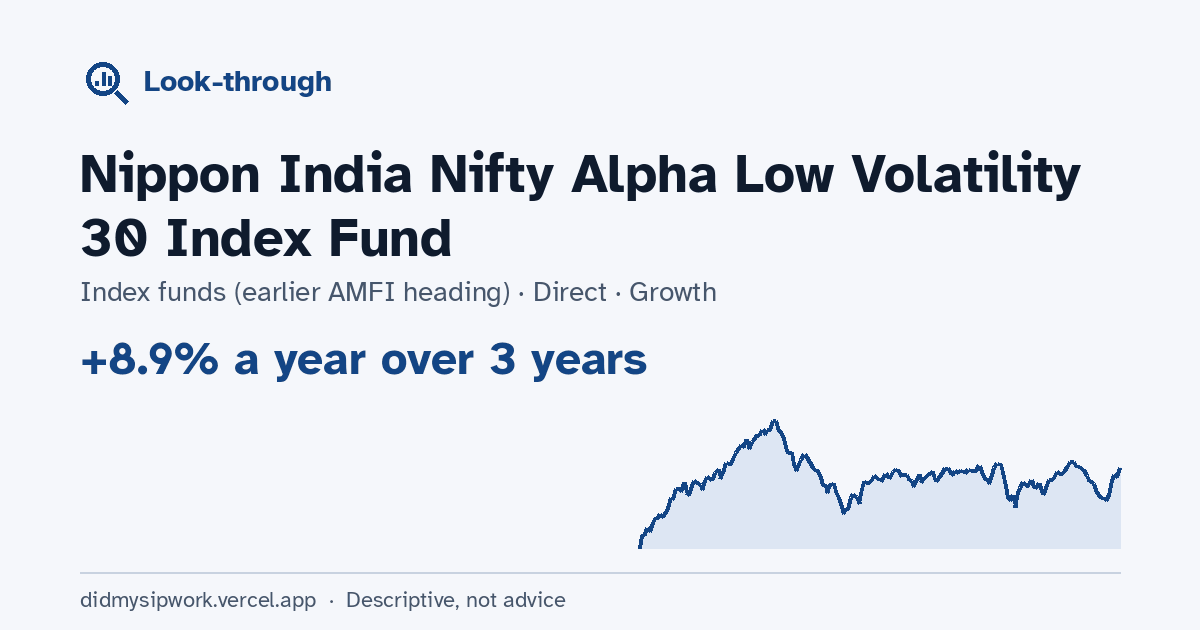 Look-through
Nippon India Nifty Alpha Low Volatility
30 Index Fund
Index funds (earlier AMFI heading) · Direct · Growth
+8.9% a year over 3 years
didmysipwork.vercel.app · Descriptive, not advice